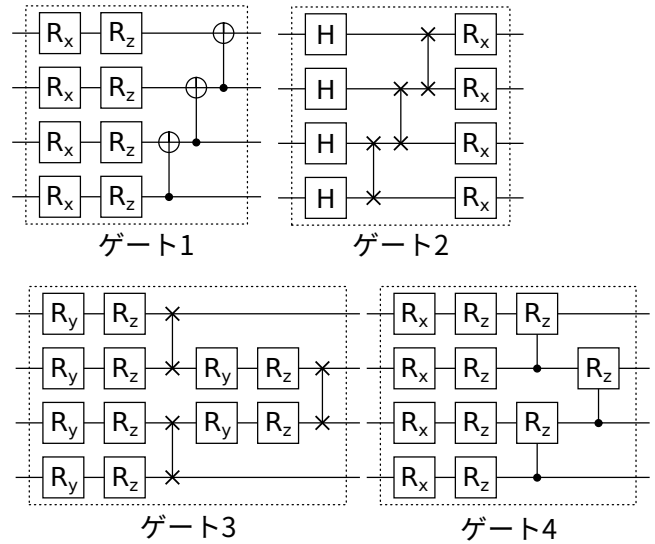 Rx Rz
Rx Rz
Rx Rz
Rx Rz
ゲート1
H Rx
H Rx
H Rx
H Rx
ゲート2
Ry Rz
Ry Rz Ry Rz
Ry Rz Ry Rz
Ry Rz
ゲート3
Rx Rz Rz
Rx Rz Rz
Rx Rz Rz
Rx Rz
ゲート4